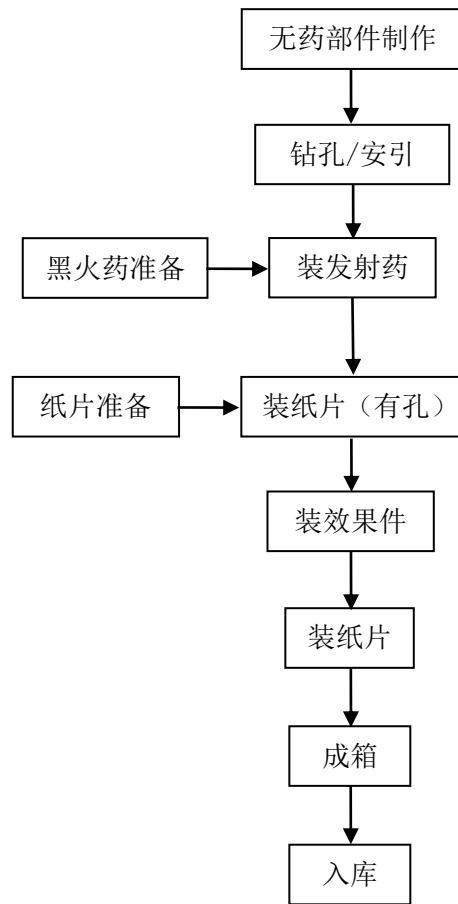 无药部件制作
钻孔/安引
黑火药准备
装发射药
纸片准备
装纸片（有孔）
装效果件
装纸片
成箱
入库